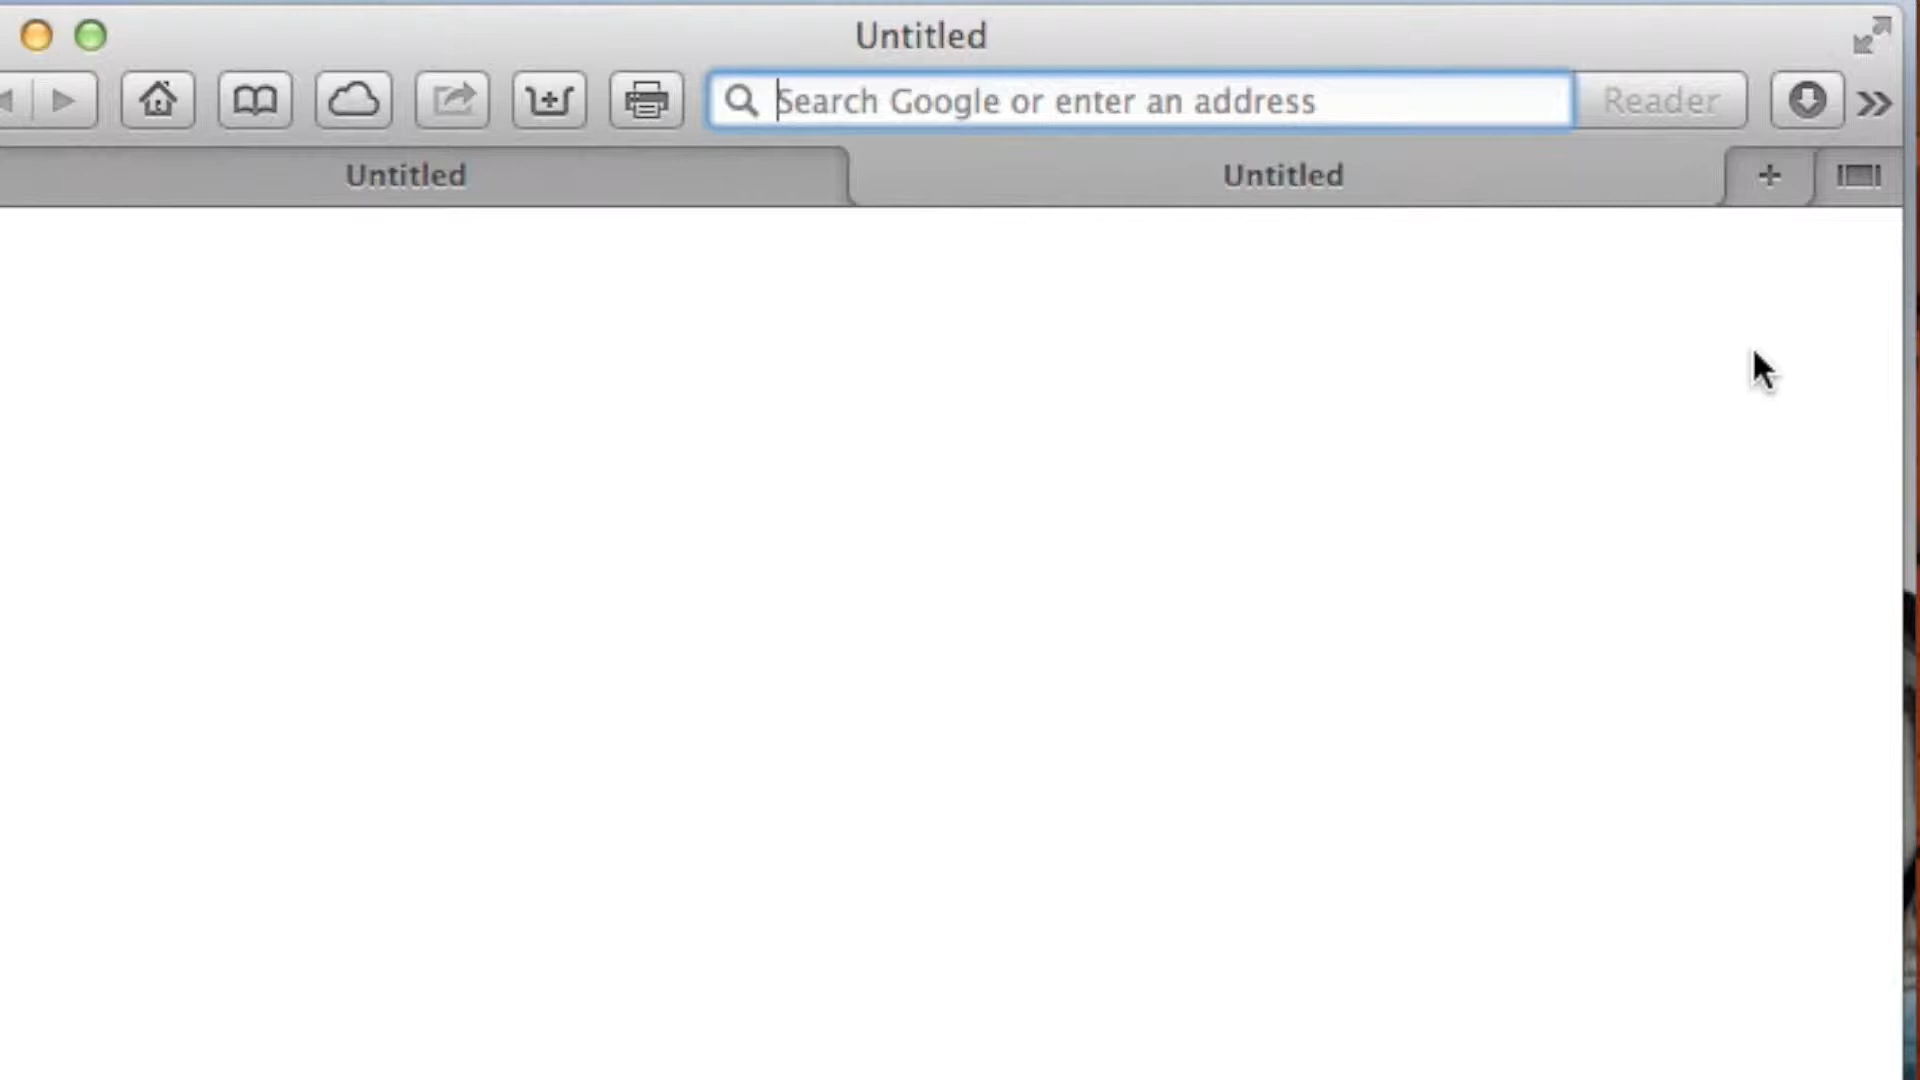 Untitled
Search Google or enter an address
Reader
Untitled
Untitled